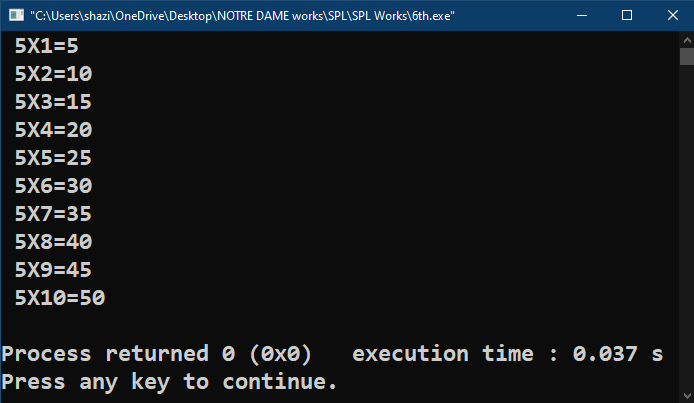 "C:\Users\shazi\OneDrive\Desktop\NOTRE DAME works\SPL\SPL Works\6th.exe"
5X1=5
5X2=10
5X3=15
5X4=20
5X5=25
5X6=30
5X7=35
5X8=40
5X9=45
5X10=50
Process returned 0 (0x0)   execution time : 0.037 s
Press any key to continue.